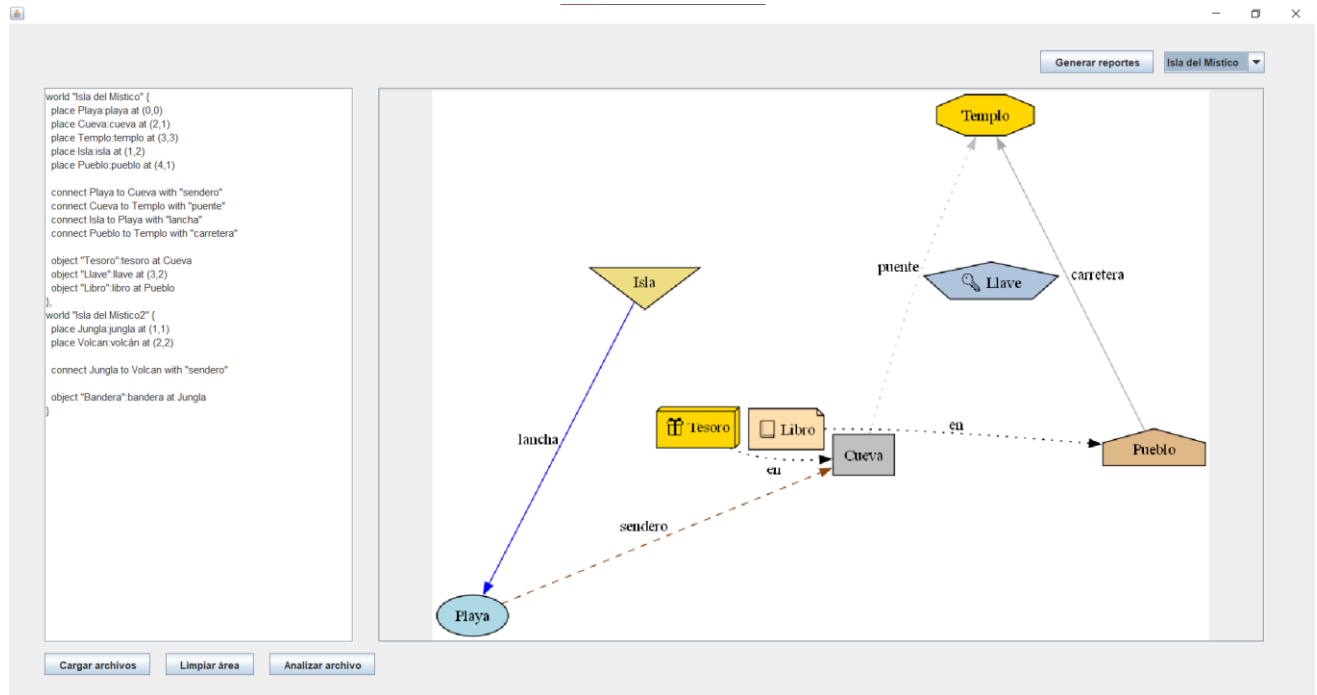 Generar reportes
Isla del Mistico
world "Isla del Místico" {
place Playa:playa at (0,0)
place Cueva:cueva at (2,1)
place Templo:templo at (3,3)
place Isla:isla at (1,2)
place Pueblo:pueblo at (4,1)
connect Playa to Cueva with "sendero"
connect Cueva to Templo with "puente"
connect Isla to Playa with "lancha"
connect Pueblo to Templo with "carretera"
object "Tesoro":tesoro at Cueva
object "Llave":llave at (3,2)
object "Libro":libro at Pueblo
},
world "Isla del Místico2" {
place Jungla:jungla at (1,1)
place Volcan:volcán at (2,2)
connect Jungla to Volcan with "sendero"
object "Bandera":bandera at Jungla
}
Templo
puente
carretera
Isla
Llave
lancha
Tesoro
Libro
en
Pueblo
Cueva
en
sendero
Playa
Cargar archivos
Limpiar área
Analizar archivo